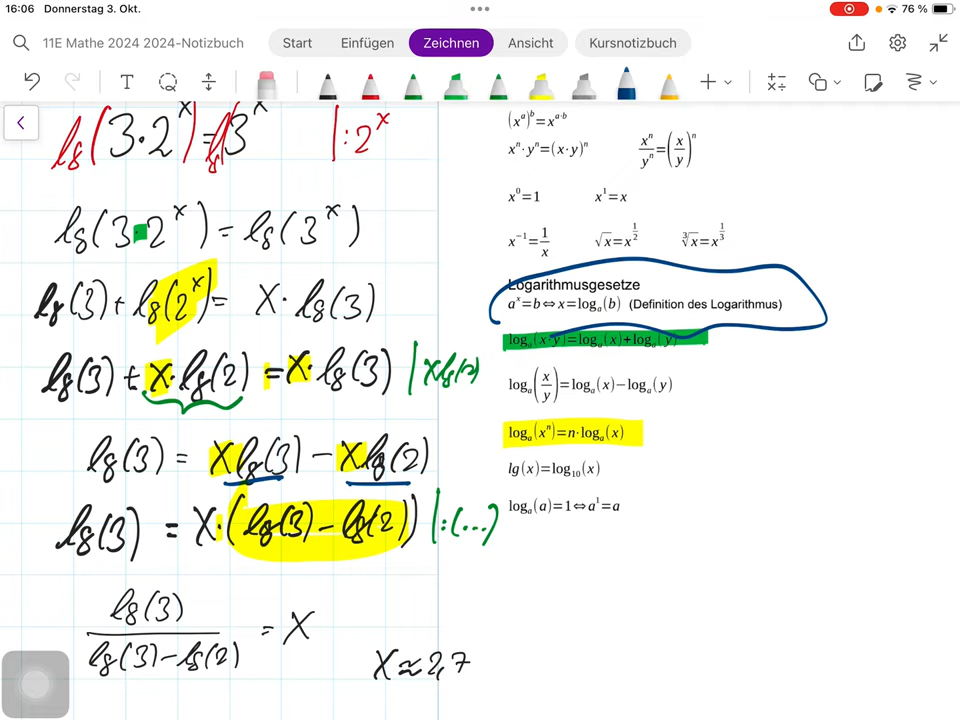 16:06 Donnerstag 3. Okt. 76 %
11E Mathe 2024 2024-Notizbuch Start Einfügen Zeichnen Ansicht Kursnotizbuch
T
lg(3·2^x) = lg 3^x |:2^x
lg(3·2^x) = lg(3^x)
lg(3) + lg(2^x) = x·lg(3)
lg(3) + x·lg(2) = x·lg(3) | x lg(2)
lg(3) = x lg(3) − x lg(2)
lg(3) = x·(lg(3) − lg(2)) |:(...)
lg(3)/(lg(3)−lg(2)) = x
x ≈ 2,7
(x^a)^b=x^(a·b)
x^n·y^n=(x·y)^n x^n/y^n=(x/y)^n
x^0=1 x^1=x
x^−1=1/x √x=x^(1/2) ∛x=x^(1/3)
Logarithmusgesetze
a^x=b⇔x=log_a(b) (Definition des Logarithmus)
log_a(x·y)=log_a(x)+log_a(y)
log_a(x/y)=log_a(x)−log_a(y)
log_a(x^n)=n·log_a(x)
lg(x)=log_10(x)
log_a(a)=1⇔a^1=a